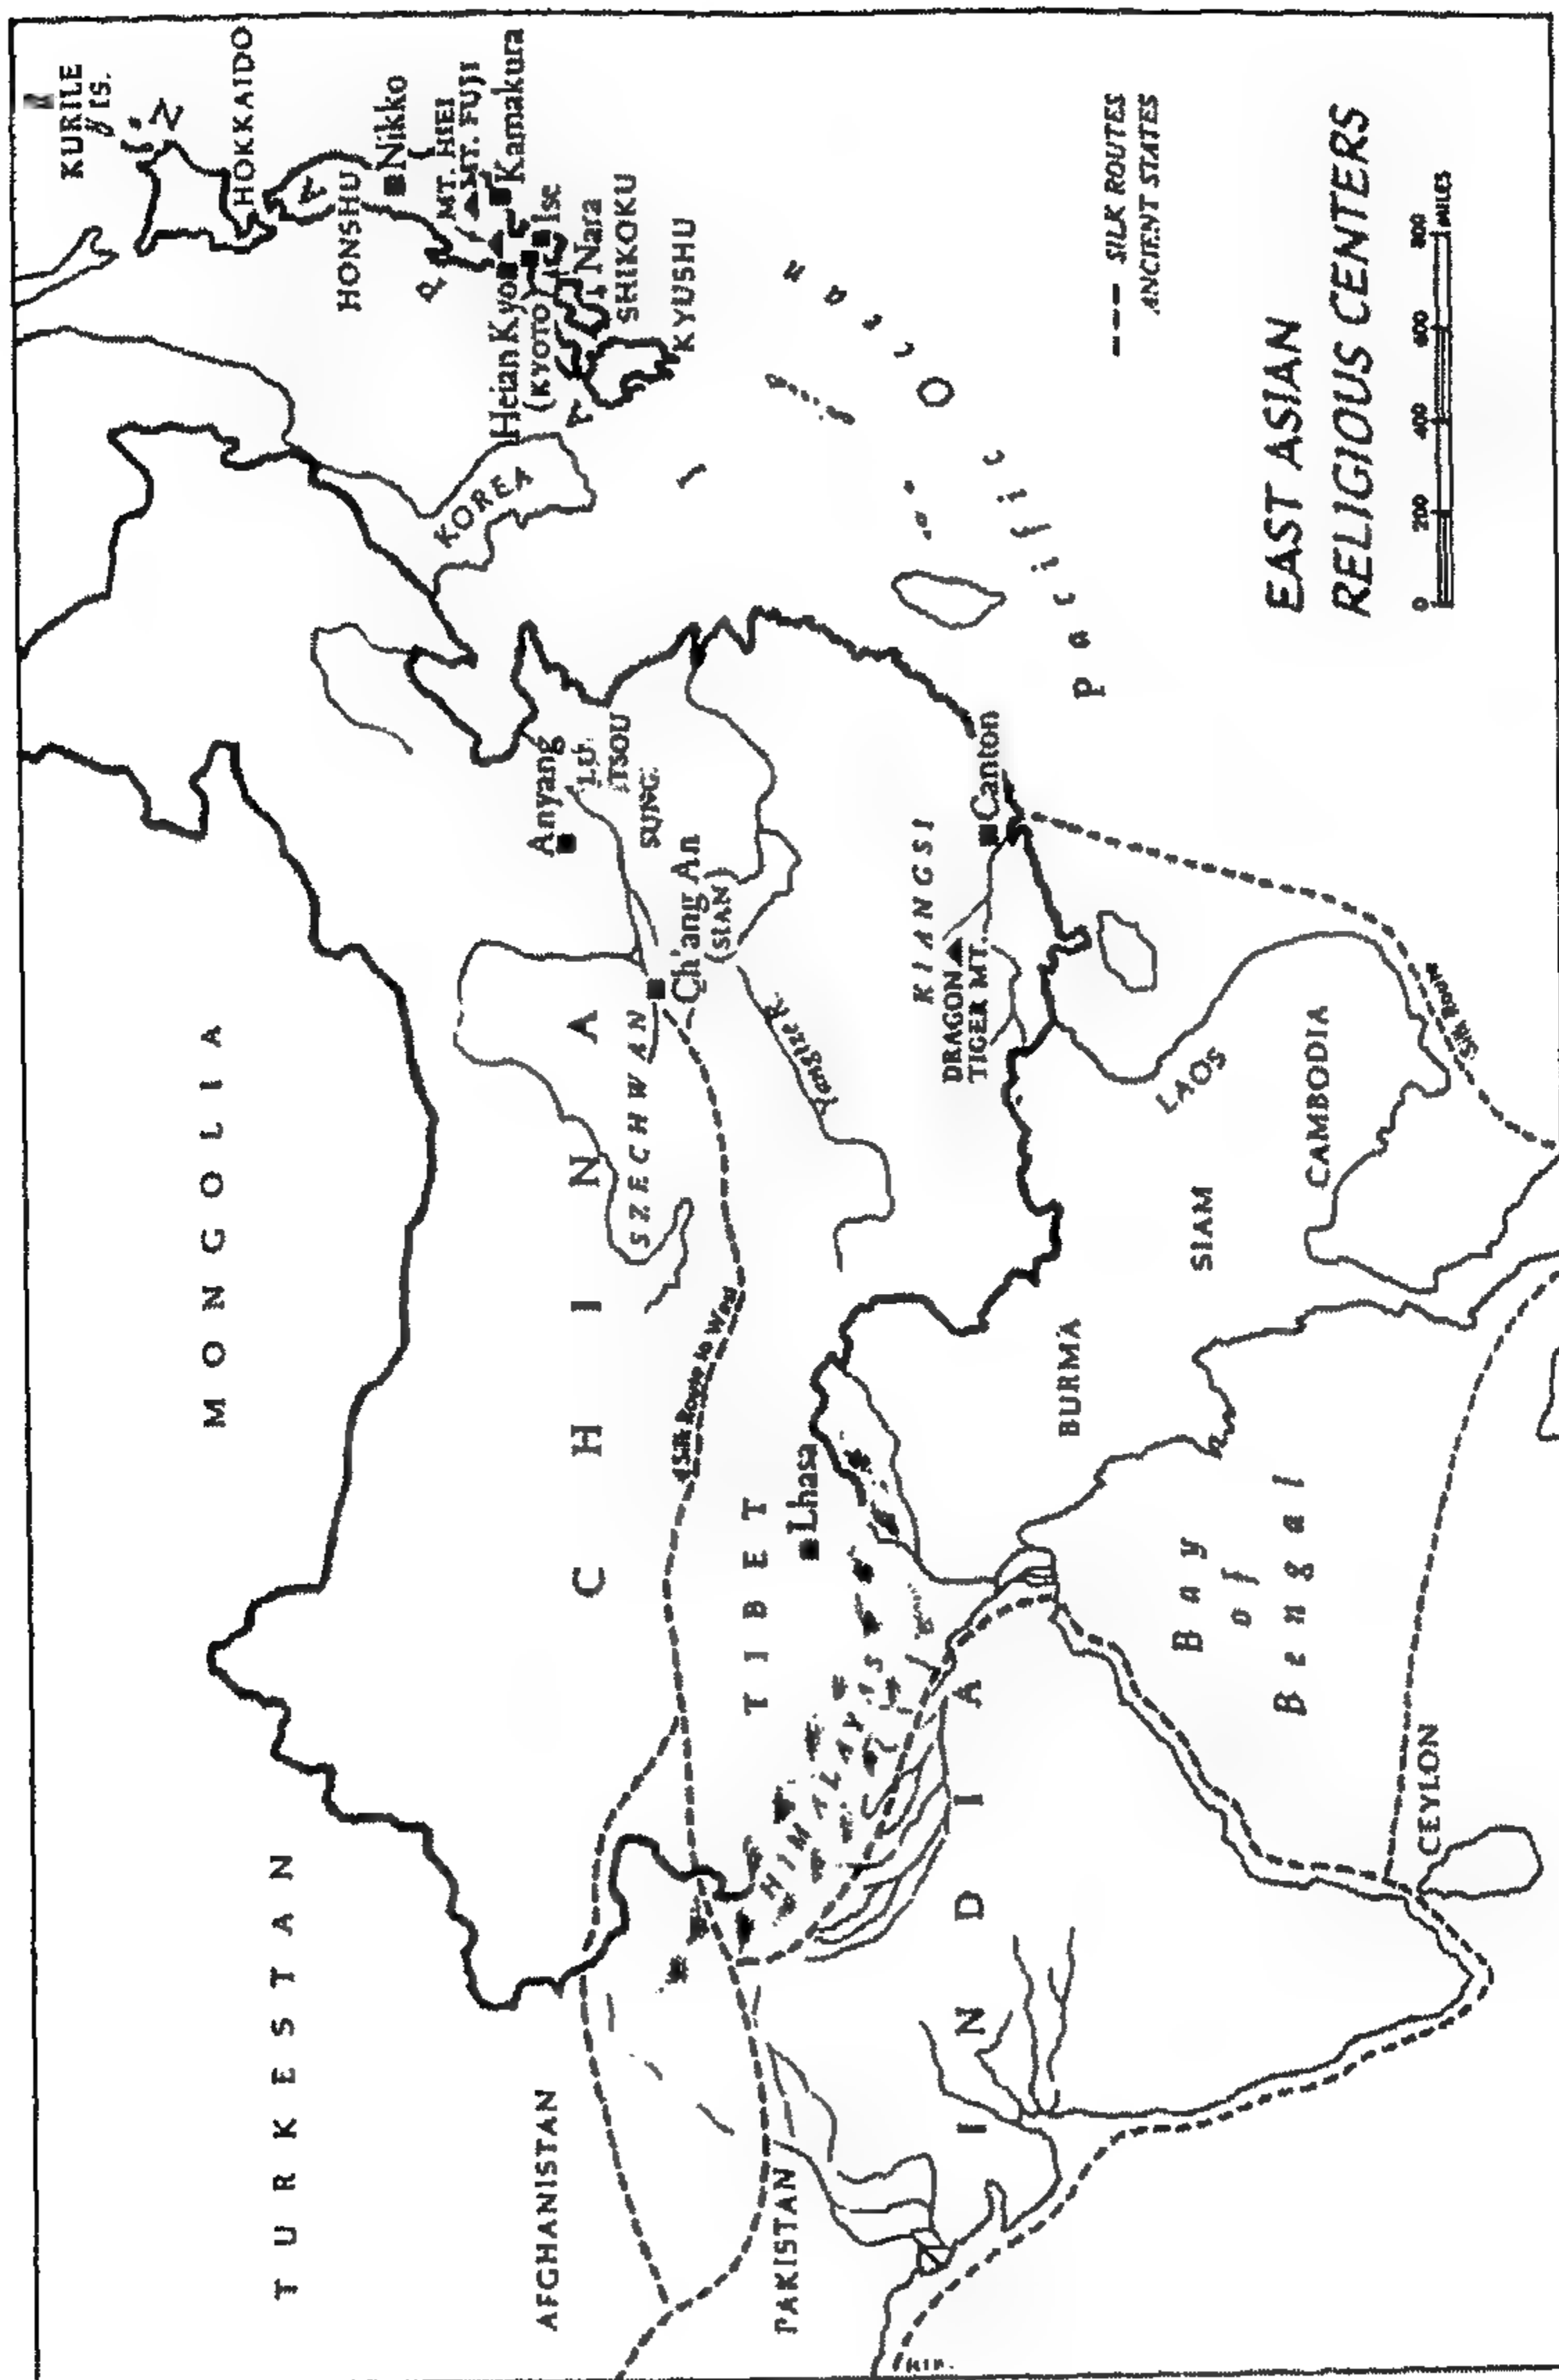 KURILE
IS.
HOKKAIDO
HONSHU
Nikko
MT. HIEI
MT. FUJI
Kamakura
Heian Kyo
(KYOTO)
Ise
Nara
SHIKOKU
KYUSHU
J A P A N
KOREA
MONGOLIA
TURKESTAN
CHINA
Anyang
LU
TSOU
SUNG
Ch'ang An
(SIAN)
SZECHWAN
Yangtze R.
Silk Route to West
TIBET
Lhasa
HIMALAYAS
AFGHANISTAN
PAKISTAN
INDIA
KIANGSI
DRAGON
TIGER MT.
Canton
LAOS
CAMBODIA
SIAM
BURMA
Silk Route
Bay
of
Bengal
CEYLON
Pacific Ocean
--- SILK ROUTES
ANCIENT STATES
EAST ASIAN
RELIGIOUS CENTERS
0 200 400 600 800
MILES